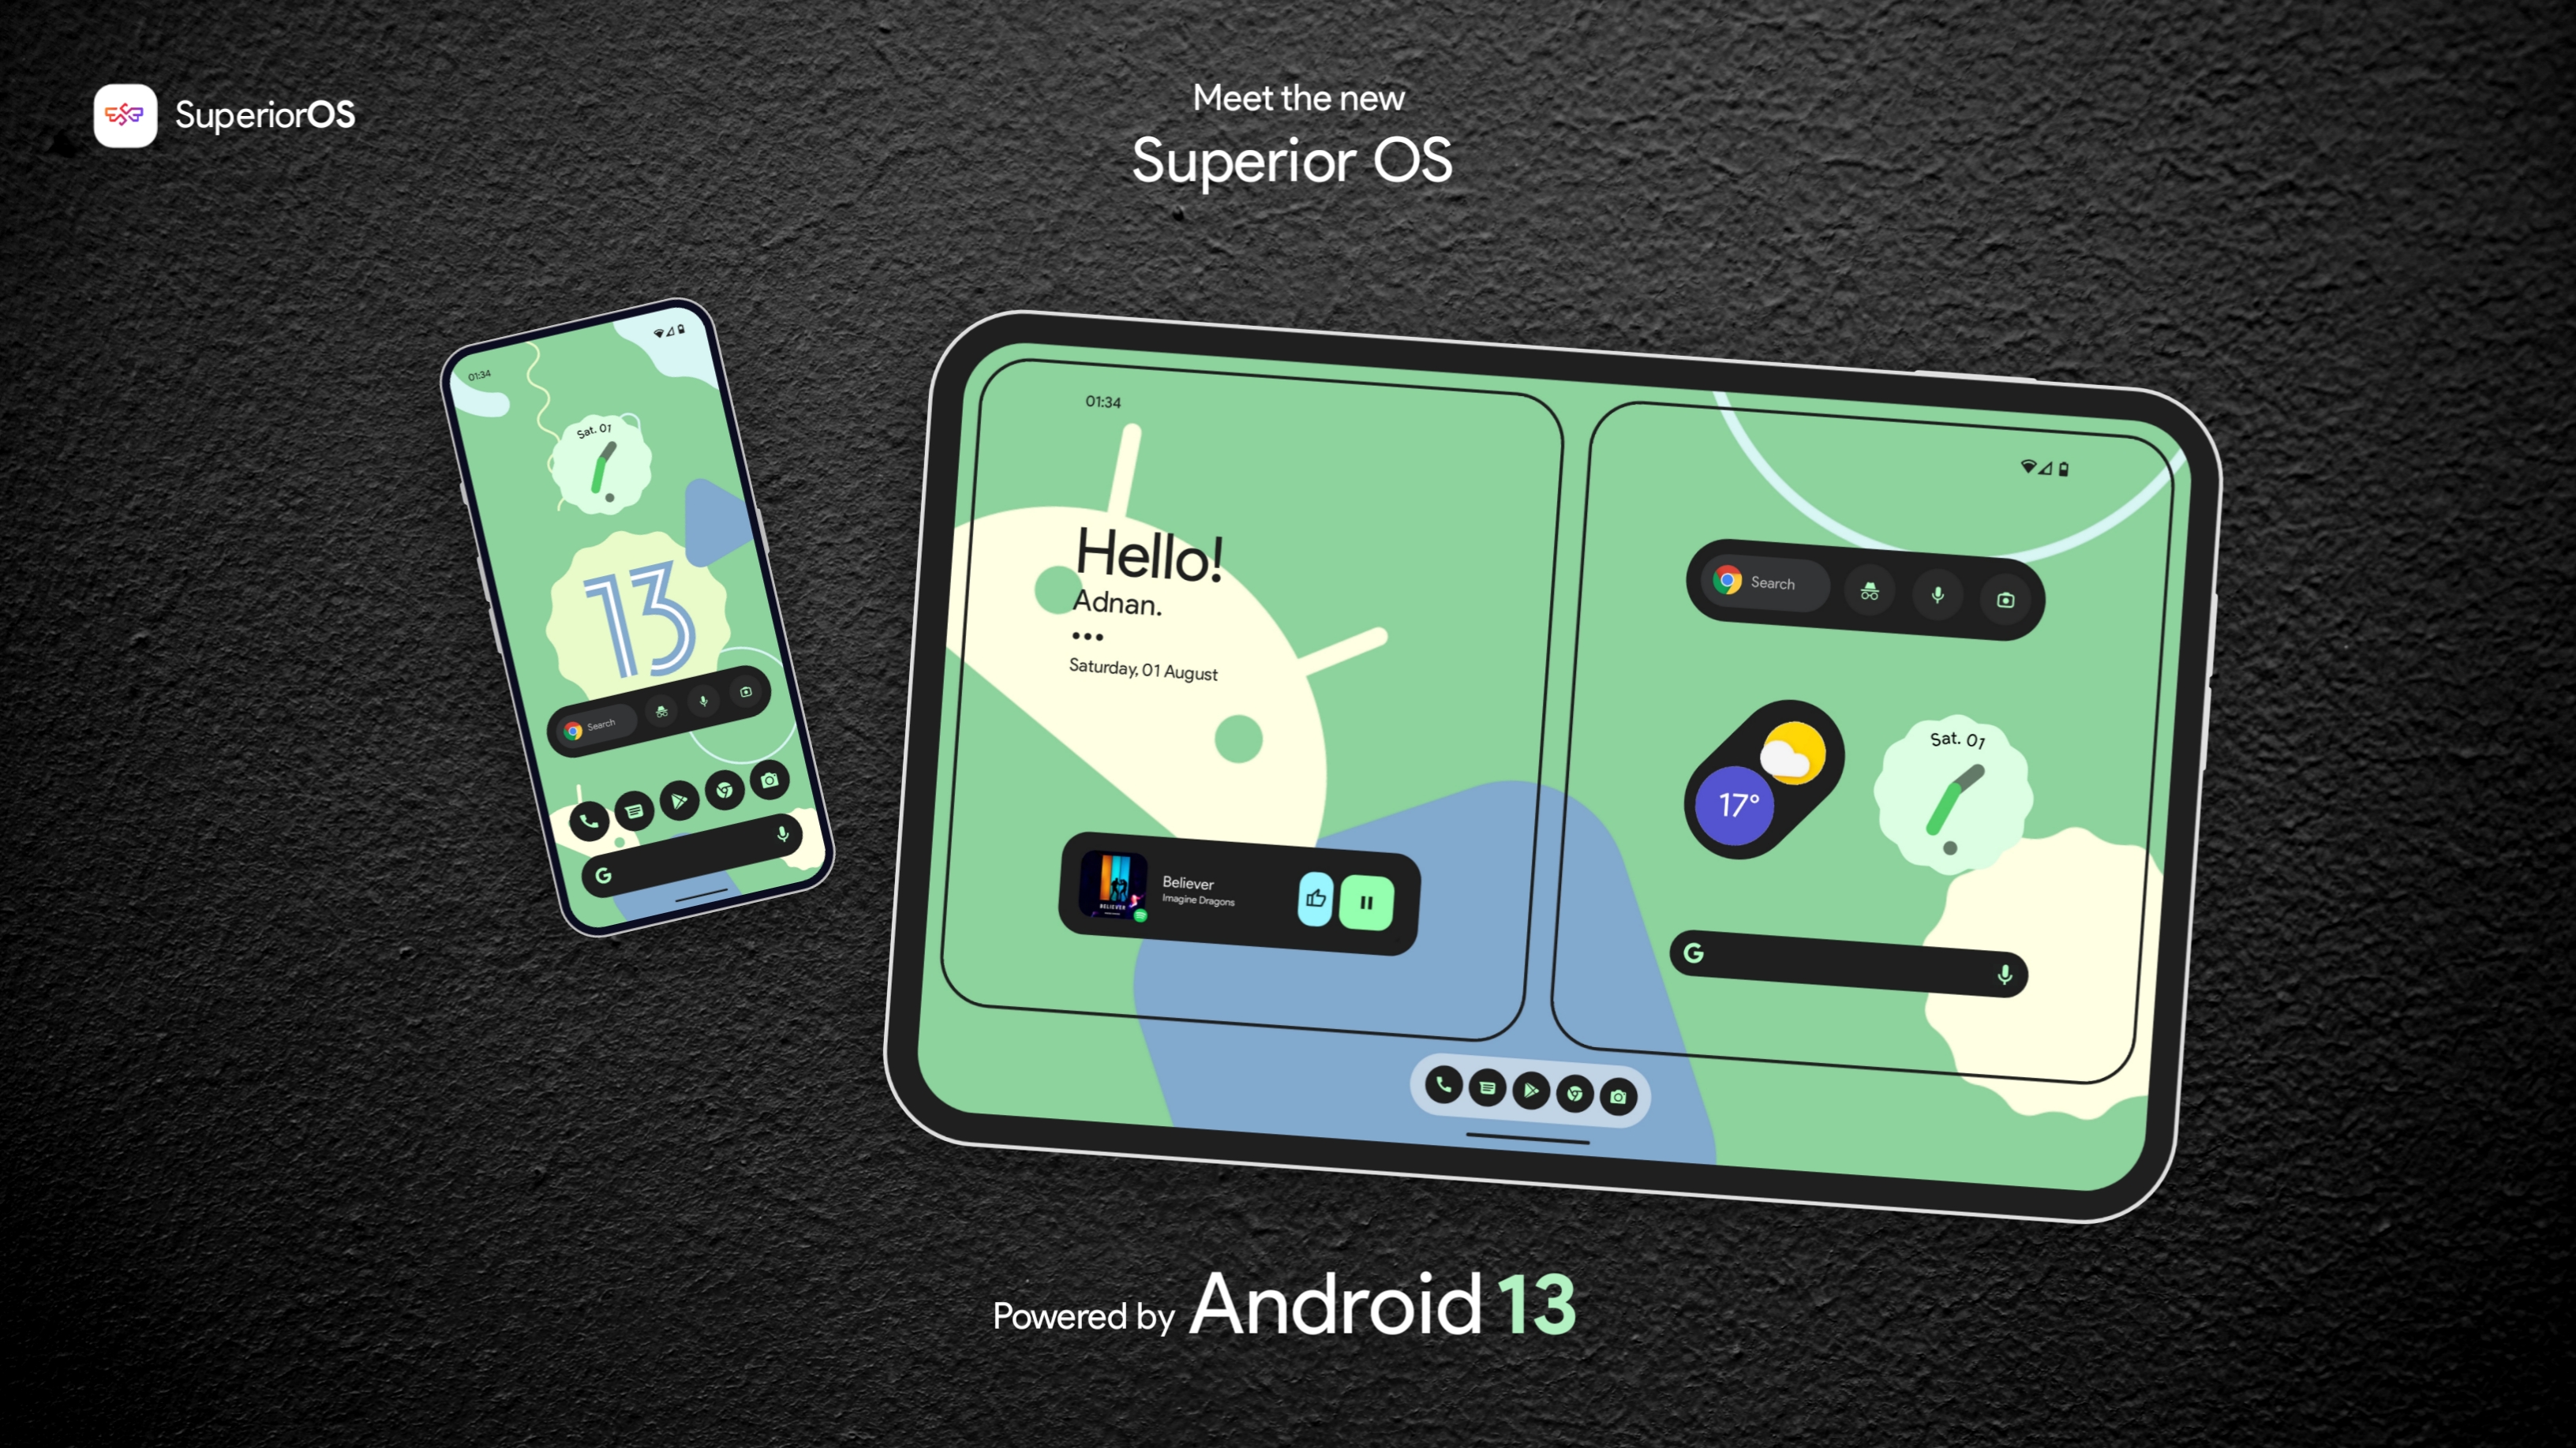 SuperiorOS
Meet the new
Superior OS
01:34
Sat. 01
13
Search
G
01:34
Hello!
Adnan.
Saturday, 01 August
Believer
Imagine Dragons
BELIEVER
Search
17°
Sat. 01
G
Powered by Android 13